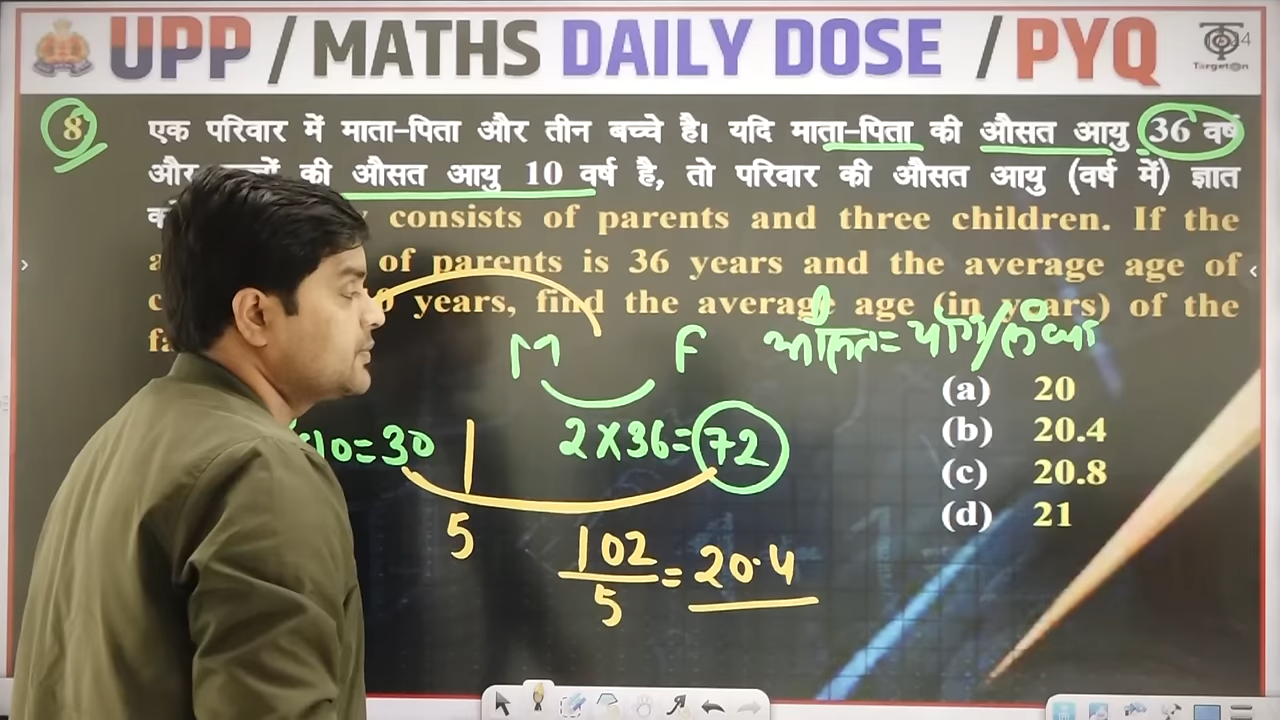 UPP / MATHS DAILY DOSE / PYQ
Target@n
8
एक परिवार में माता-पिता और तीन बच्चे है। यदि माता-पिता की औसत आयु 36 वर्ष
और की औसत आयु 10 वर्ष है, तो परिवार की औसत आयु (वर्ष में) ज्ञात
consists of parents and three children. If the
of parents is 36 years and the average age of
years, find the average age (in years) of the
M F औसत = योग/संख्या
(a) 20
(b) 20.4
(c) 20.8
(d) 21
10=30 2×36=72
5
102/5=20.4